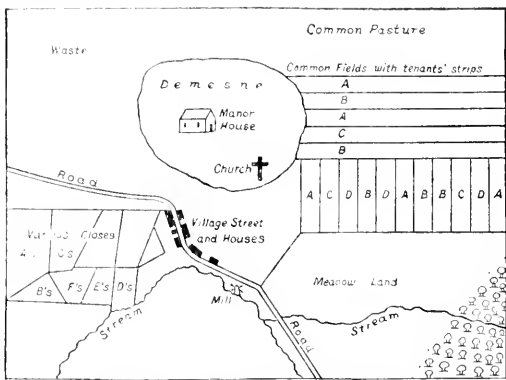 Common Pasture
Waste
Common Fields with tenants' strips
Demesne
A
B
A
C
B
Manor
House
Church
Road
A C D B D A B B C D A
Village Street
and Houses
Closes
B's F's E's D's
Meadow Land
Mill
Stream
Road
Stream